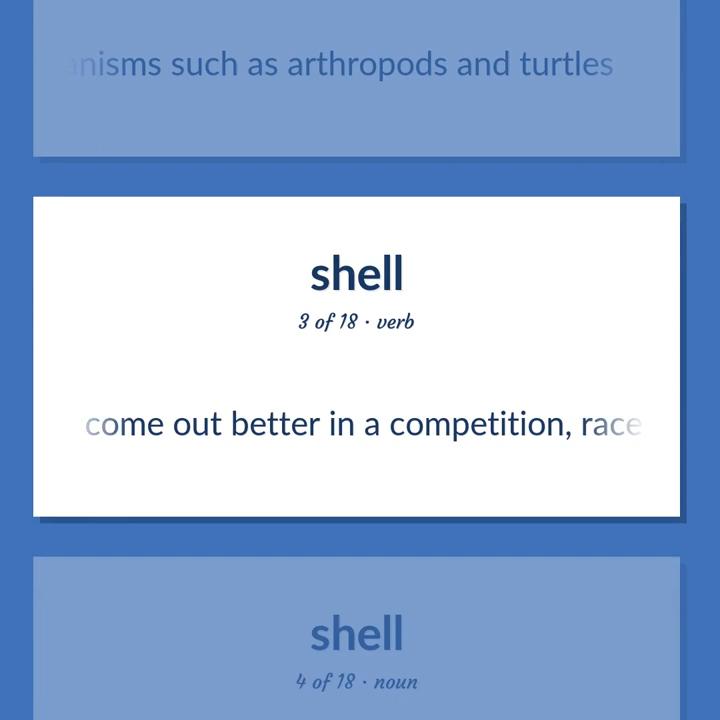 such as arthropods and turtles
shell
3 of 18 · verb
come out better in a competition, race
shell
4 of 18 · noun